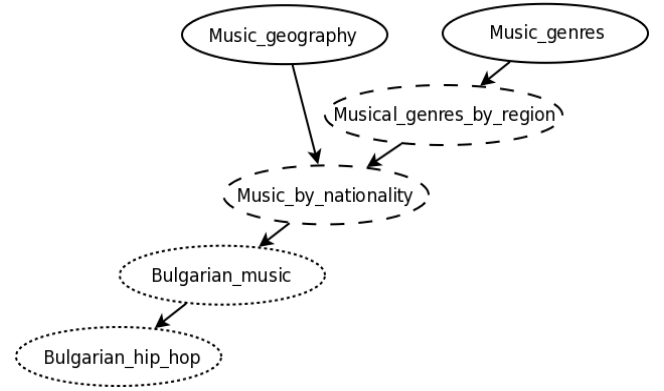 Music_geography
Music_genres
Musical_genres_by_region
Music_by_nationality
Bulgarian_music
Bulgarian_hip_hop